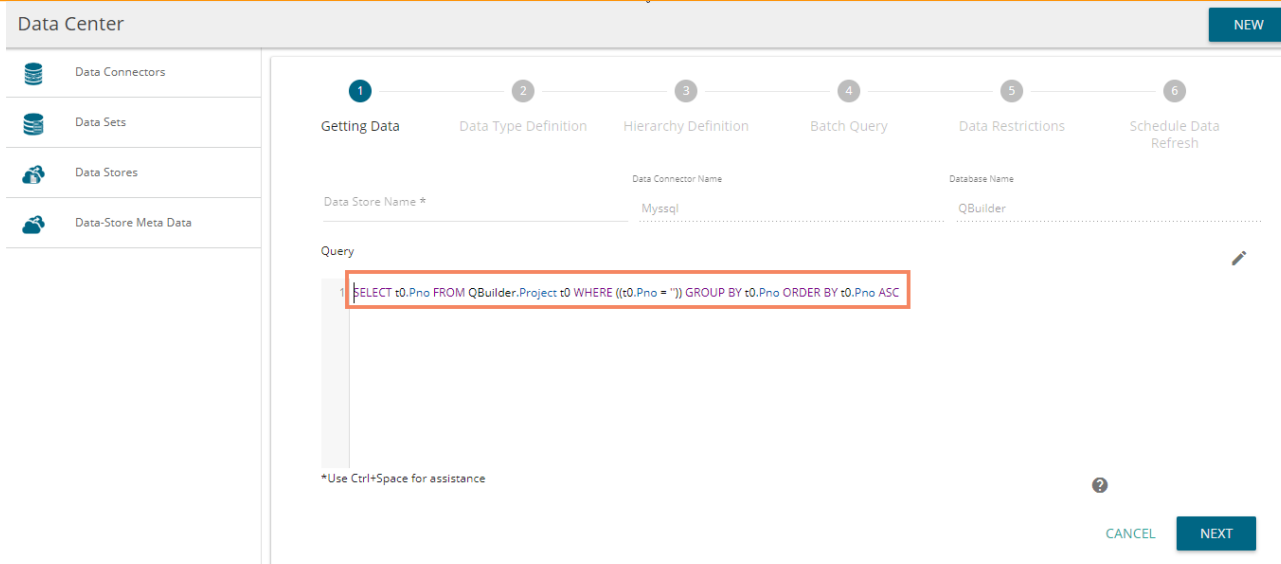 Data Center
NEW
Data Connectors
Data Sets
Data Stores
Data-Store Meta Data
1 2 3 4 5 6
Getting Data Data Type Definition Hierarchy Definition Batch Query Data Restrictions Schedule Data
Refresh
Data Connector Name Database Name
Data Store Name * Myssql QBuilder
Query
1 SELECT t0.Pno FROM QBuilder.Project t0 WHERE ((t0.Pno = '')) GROUP BY t0.Pno ORDER BY t0.Pno ASC
*Use Ctrl+Space for assistance
?
CANCEL NEXT